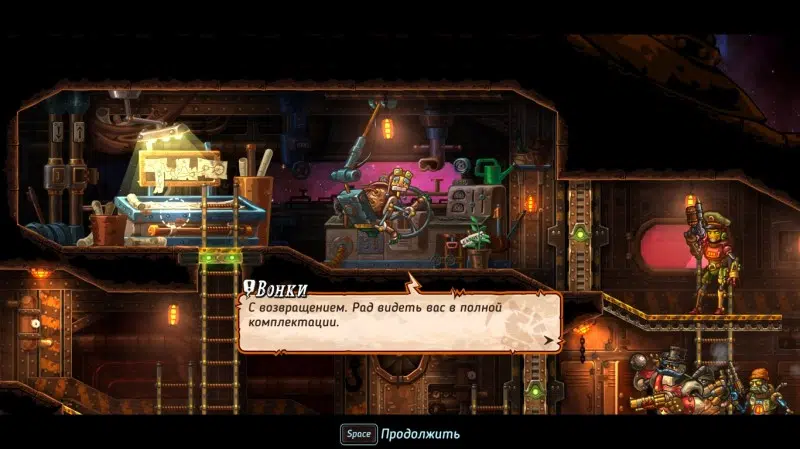 Вонки
С возвращением. Рад видеть вас в полной
комплектации.
Space Продолжить